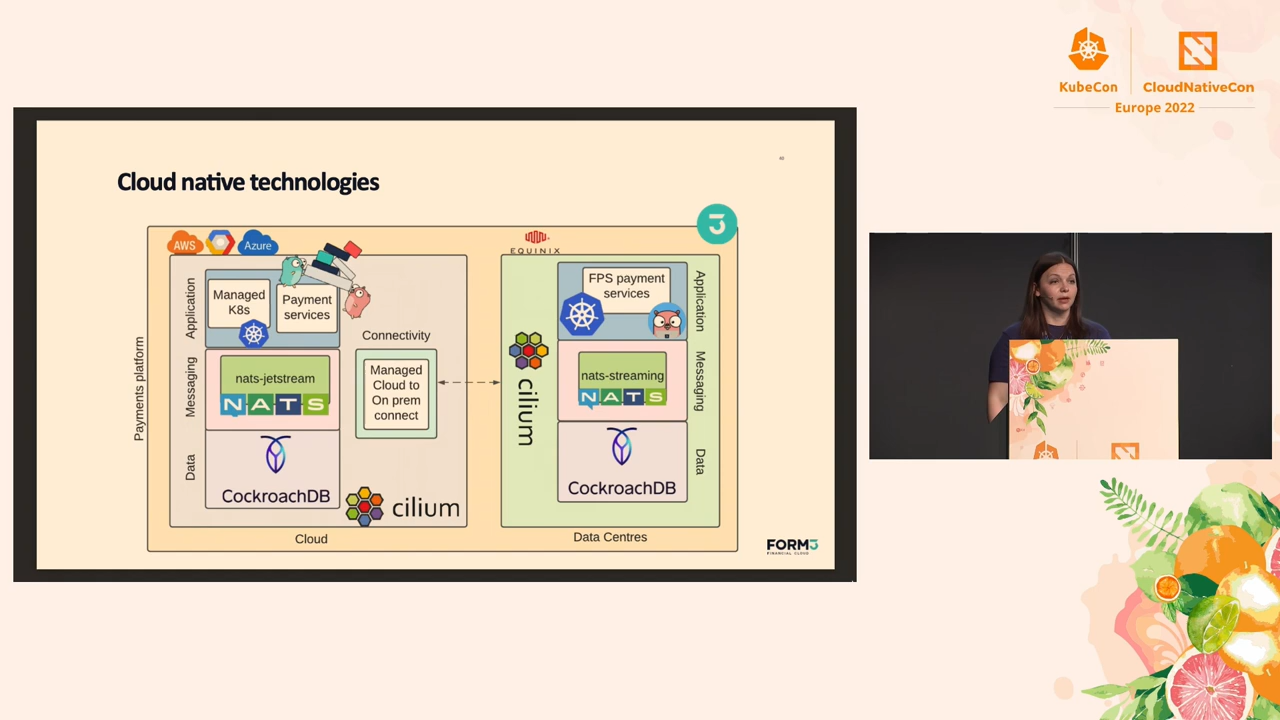 KubeCon
CloudNativeCon
Europe 2022
46
Cloud native technologies
AWS
Azure
EQUINIX
3
Payments platform
Application
Managed
K8s
Payment
services
Messaging
nats-jetstream
NATS
Data
CockroachDB
Connectivity
Managed
Cloud to
On prem
connect
cilium
Cloud
cilium
FPS payment
services
Application
nats-streaming
NATS
Messaging
CockroachDB
Data
Data Centres
FORM3
FINANCIAL CLOUD